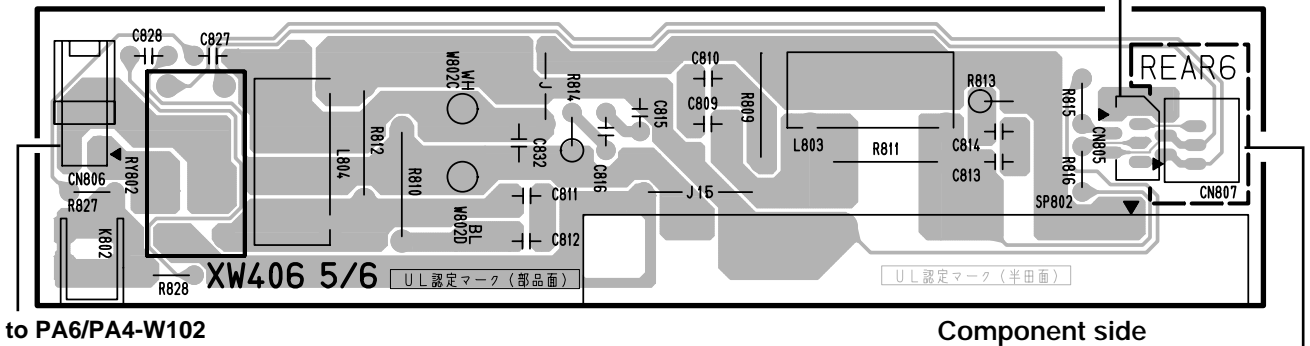 C828
C827
W802C
WH
J
R814
C815
C810
C809
R809
R813
R815
CN805
REAR6
RY802
CN806
R827
K802
R828
L804
R812
R810
C832
C816
C811
C812
W802D
BL
J15
L803
R811
C814
C813
R816
SP802
CN807
XW406 5/6
UL認定マーク(部品面)
UL認定マーク(半田面)
to PA6/PA4-W102
Component side